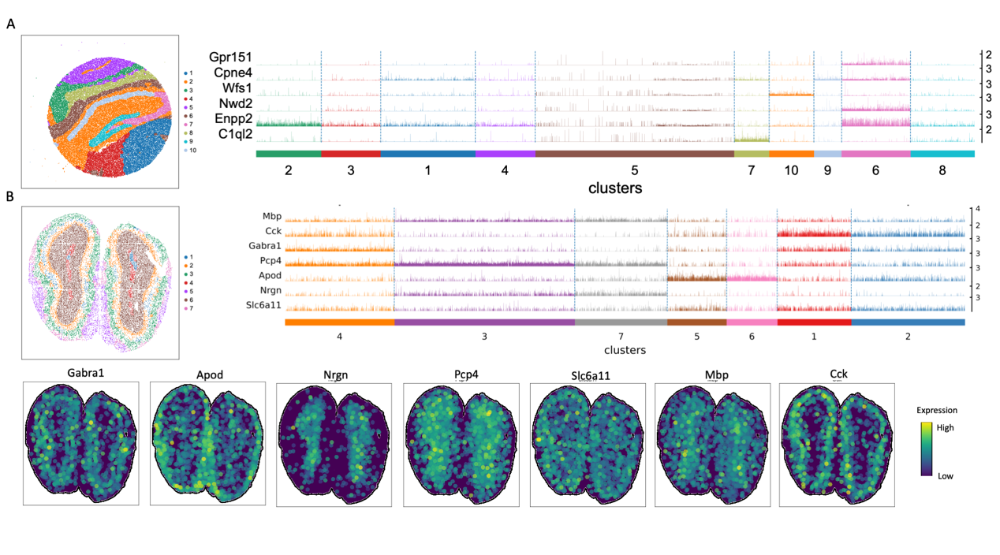 A
1
2
3
4
5
6
7
8
9
10
Gpr151
Cpne4
Wfs1
Nwd2
Enpp2
C1ql2
2
3
3
3
3
2
2 3 1 4 5 7 10 9 6 8
clusters
B
1
2
3
4
5
6
7
Mbp
Cck
Gabra1
Pcp4
Apod
Nrgn
Slc6a11
4
2
3
3
3
2
3
4 3 7 5 6 1 2
clusters
Gabra1 Apod Nrgn Pcp4 Slc6a11 Mbp Cck
Expression
High
Low